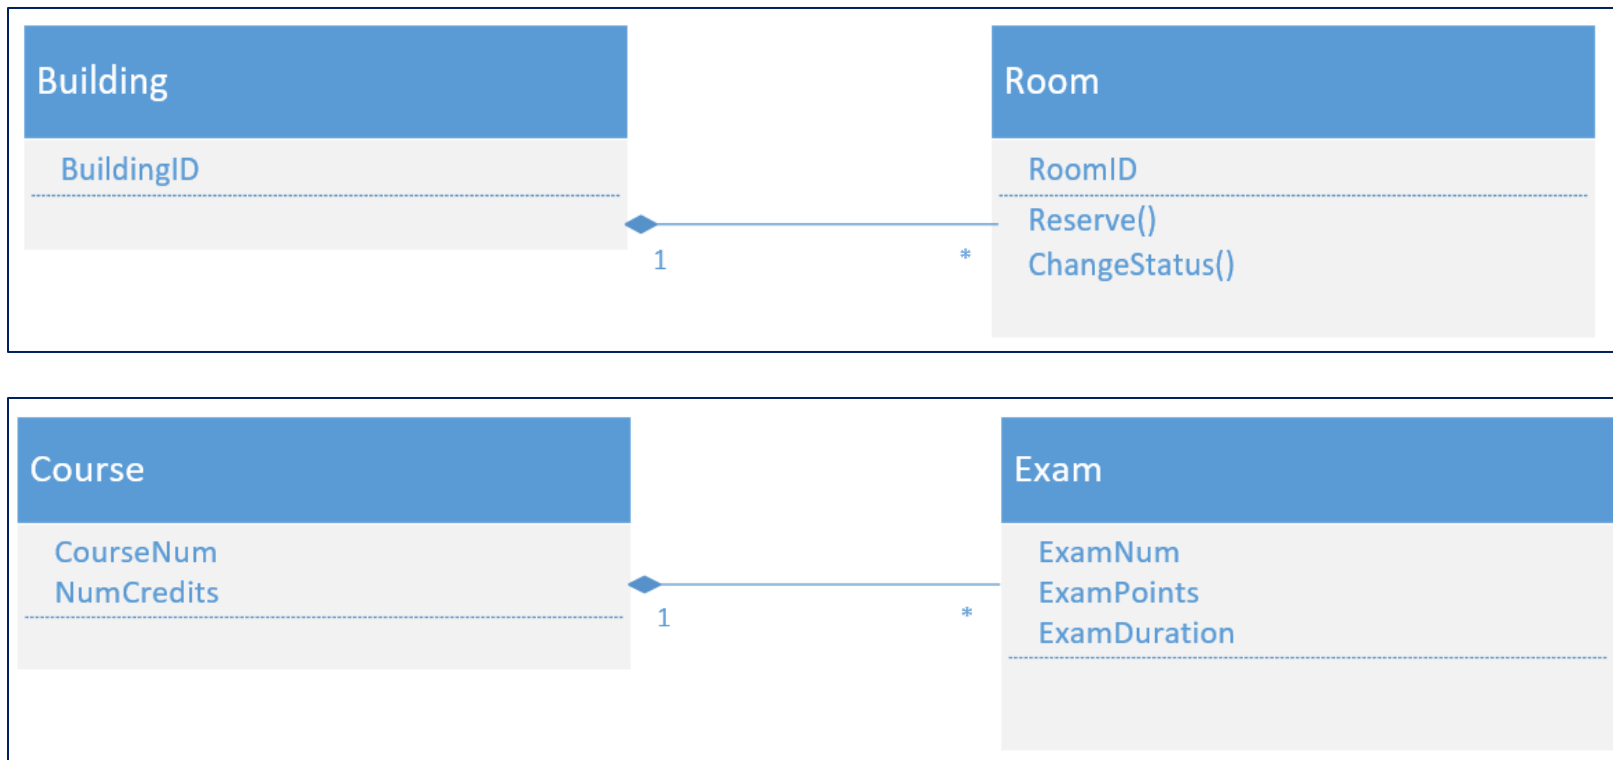 Building
BuildingID
1
*
Room
RoomID
Reserve()
ChangeStatus()
Course
CourseNum
NumCredits
1
*
Exam
ExamNum
ExamPoints
ExamDuration